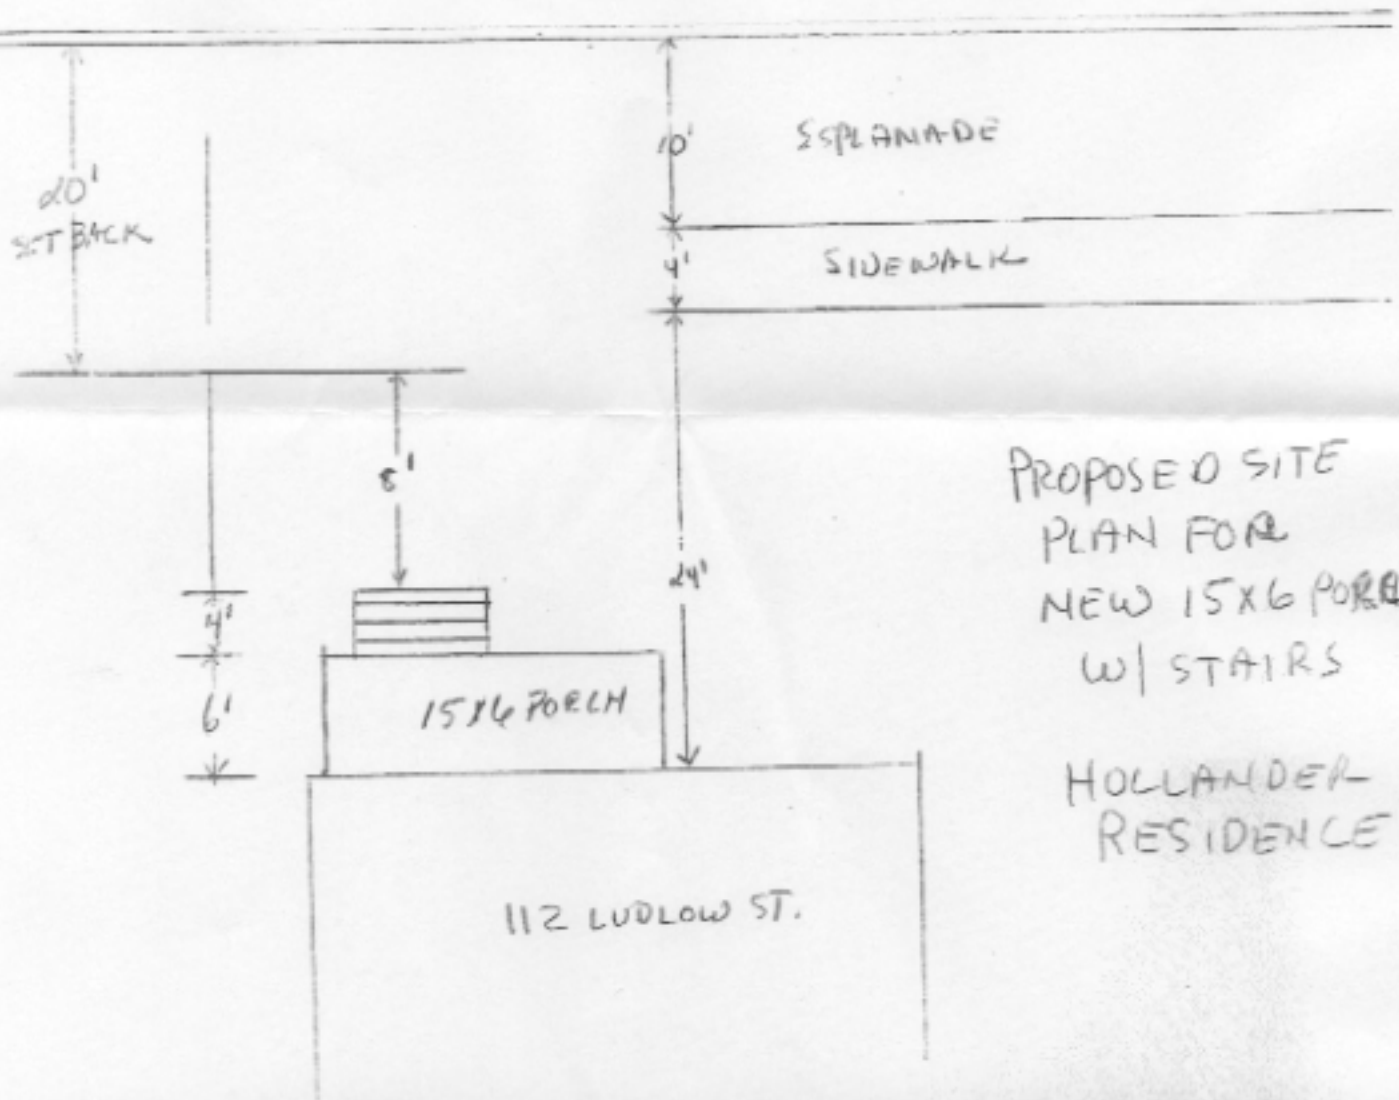 10'
ESPLANADE
20'
SET BACK
4'
SIDEWALK
8'
24'
PROPOSED SITE
PLAN FOR
NEW 15X6 PORCH
W/ STAIRS
4'
6'
15X6 PORCH
HOLLANDER
RESIDENCE
112 LUDLOW ST.